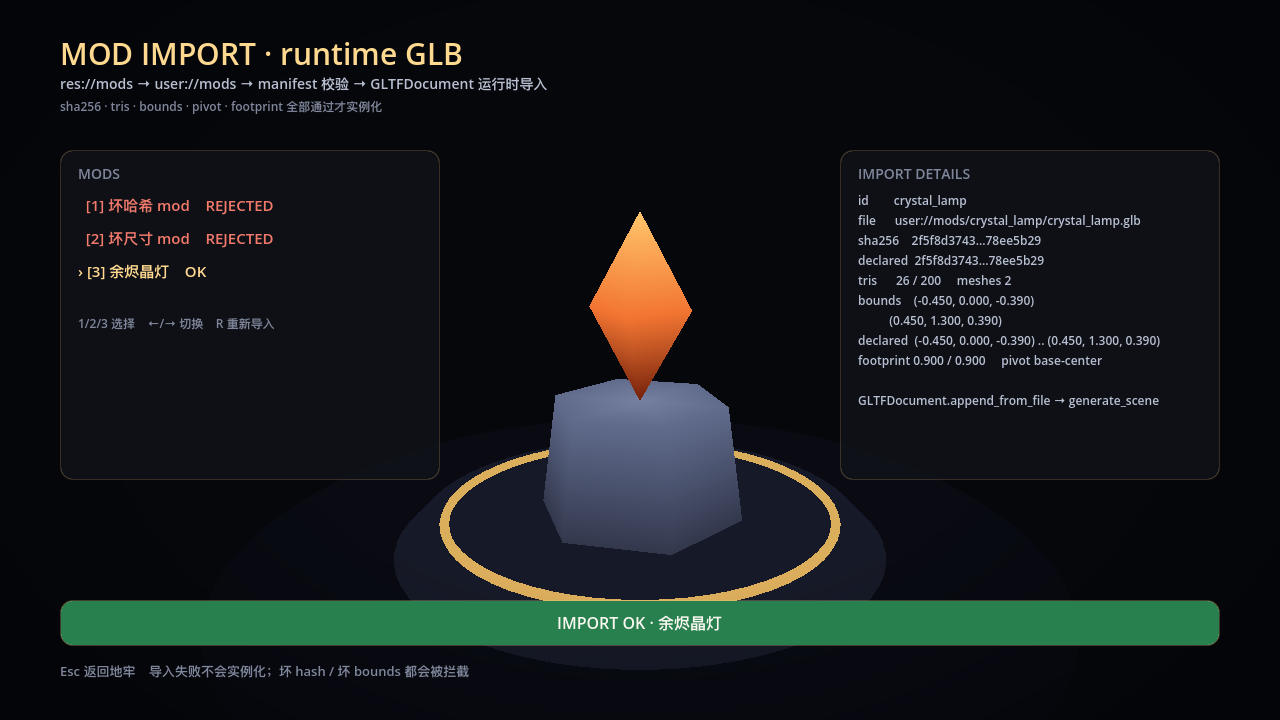 MOD IMPORT · runtime GLB
res://mods → user://mods → manifest 校验 → GLTFDocument 运行时导入
sha256 · tris · bounds · pivot · footprint 全部通过才实例化
MODS
[1] 坏哈希 mod REJECTED
[2] 坏尺寸 mod REJECTED
› [3] 余烬晶灯 OK
1/2/3 选择 ←/→ 切换 R 重新导入
IMPORT DETAILS
id crystal_lamp
file user://mods/crystal_lamp/crystal_lamp.glb
sha256 2f5f8d3743…78ee5b29
declared 2f5f8d3743…78ee5b29
tris 26 / 200 meshes 2
bounds (-0.450, 0.000, -0.390)
(0.450, 1.300, 0.390)
declared (-0.450, 0.000, -0.390) .. (0.450, 1.300, 0.390)
footprint 0.900 / 0.900 pivot base-center
GLTFDocument.append_from_file → generate_scene
IMPORT OK · 余烬晶灯
Esc 返回地牢 导入失败不会实例化；坏 hash / 坏 bounds 都会被拦截